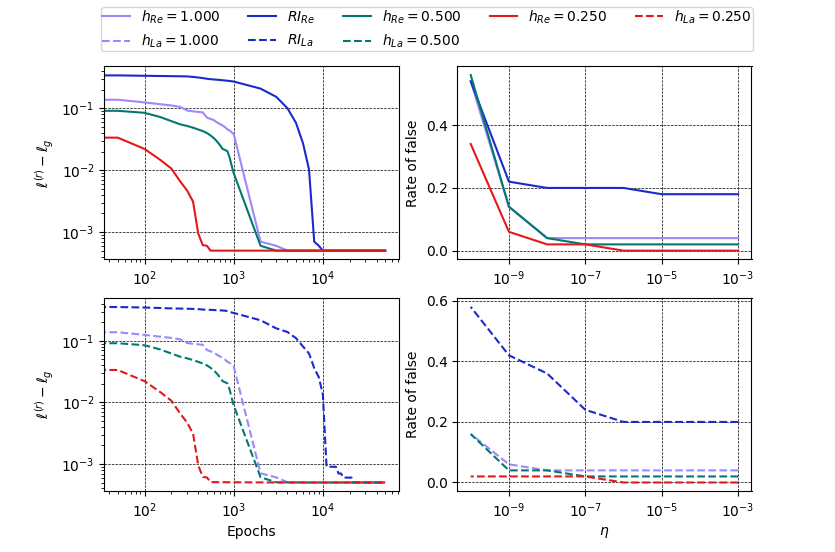 h_Re = 1.000 RI_Re h_Re = 0.500 h_Re = 0.250 h_La = 0.250
h_La = 1.000 RI_La h_La = 0.500
ℓ^(r) − ℓ_g
10^−1
10^−2
10^−3
10^2 10^3 10^4
Rate of false
0.4
0.2
0.0
10^−9 10^−7 10^−5 10^−3
ℓ^(r) − ℓ_g
10^−1
10^−2
10^−3
10^2 10^3 10^4
Epochs
Rate of false
0.6
0.4
0.2
0.0
10^−9 10^−7 10^−5 10^−3
η